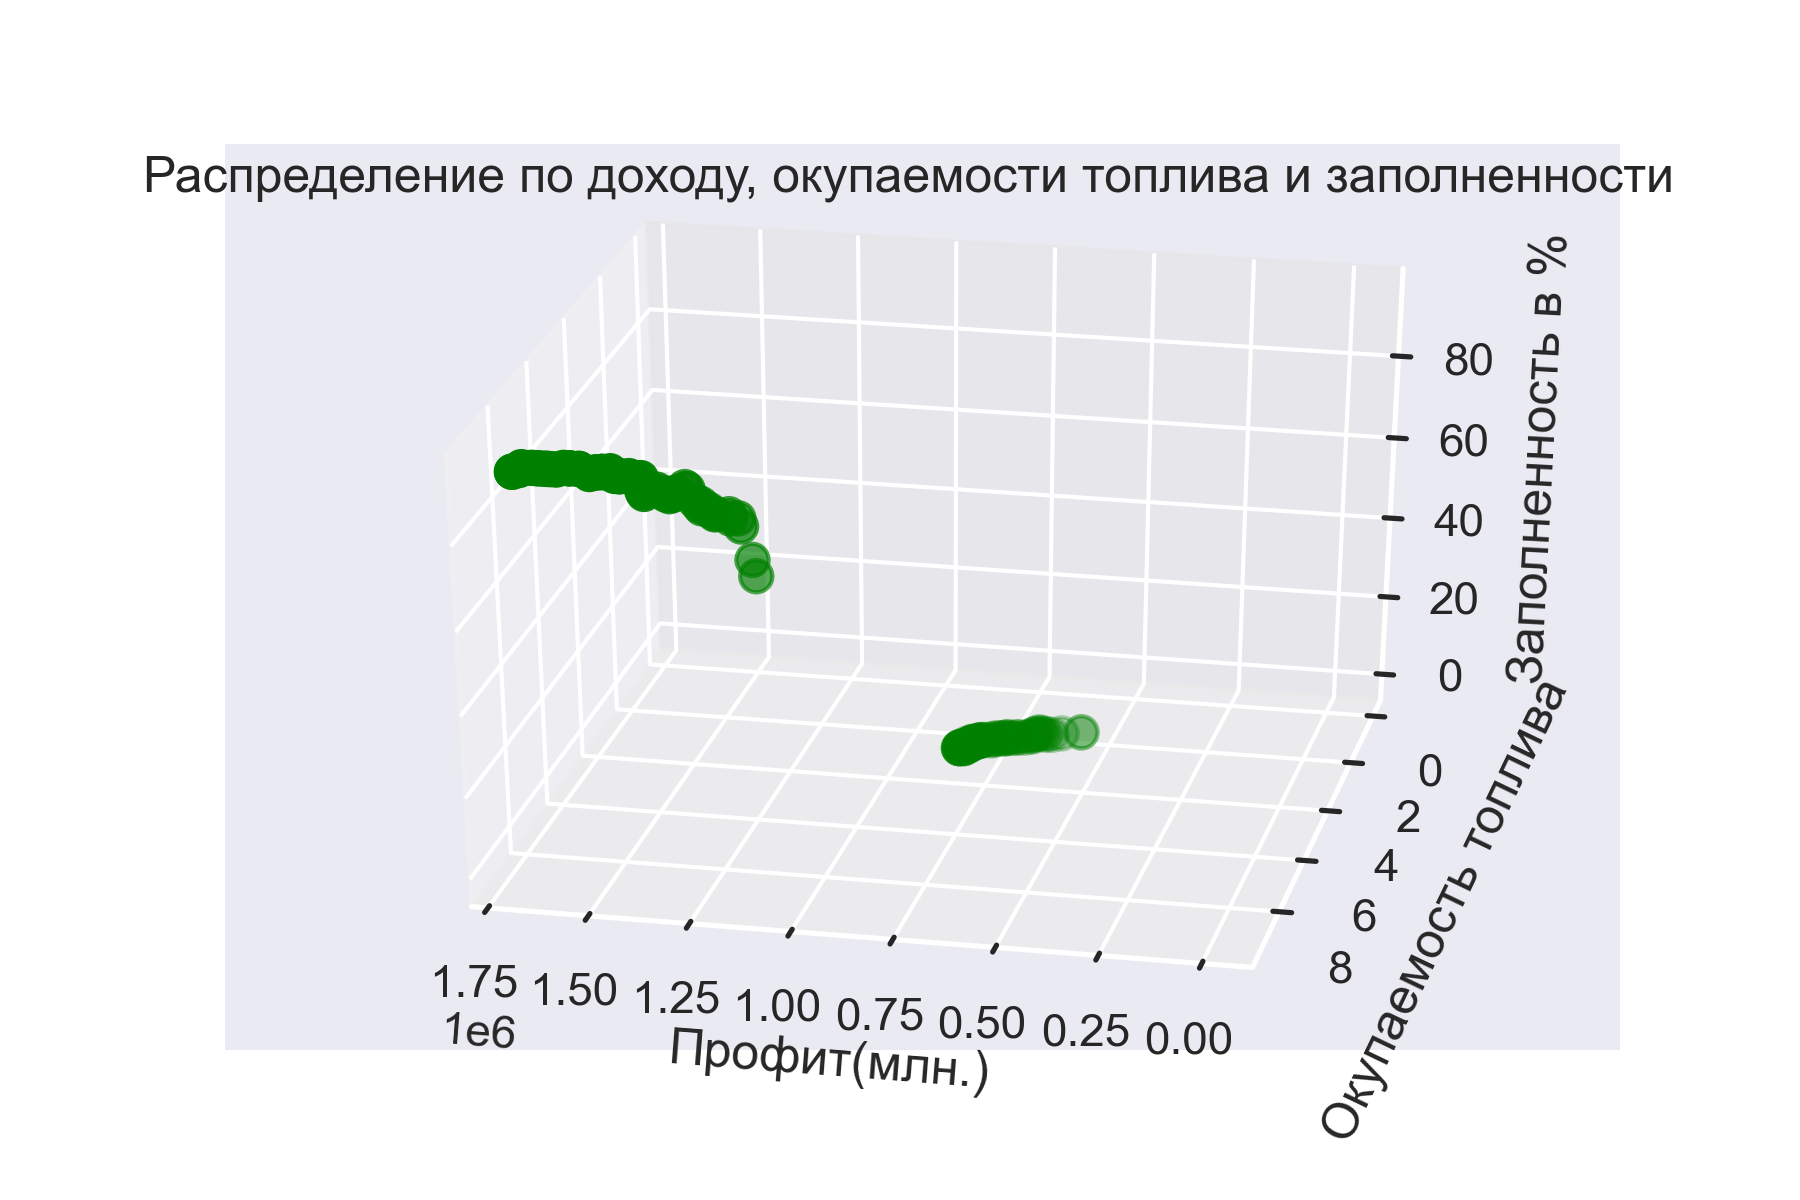 Распределение по доходу, окупаемости топлива и заполненности
Заполненность в %
80
60
40
20
0
Окупаемость топлива
0
2
4
6
8
1.75 1.50 1.25 1.00 0.75 0.50 0.25 0.00
1e6
Профит(млн.)